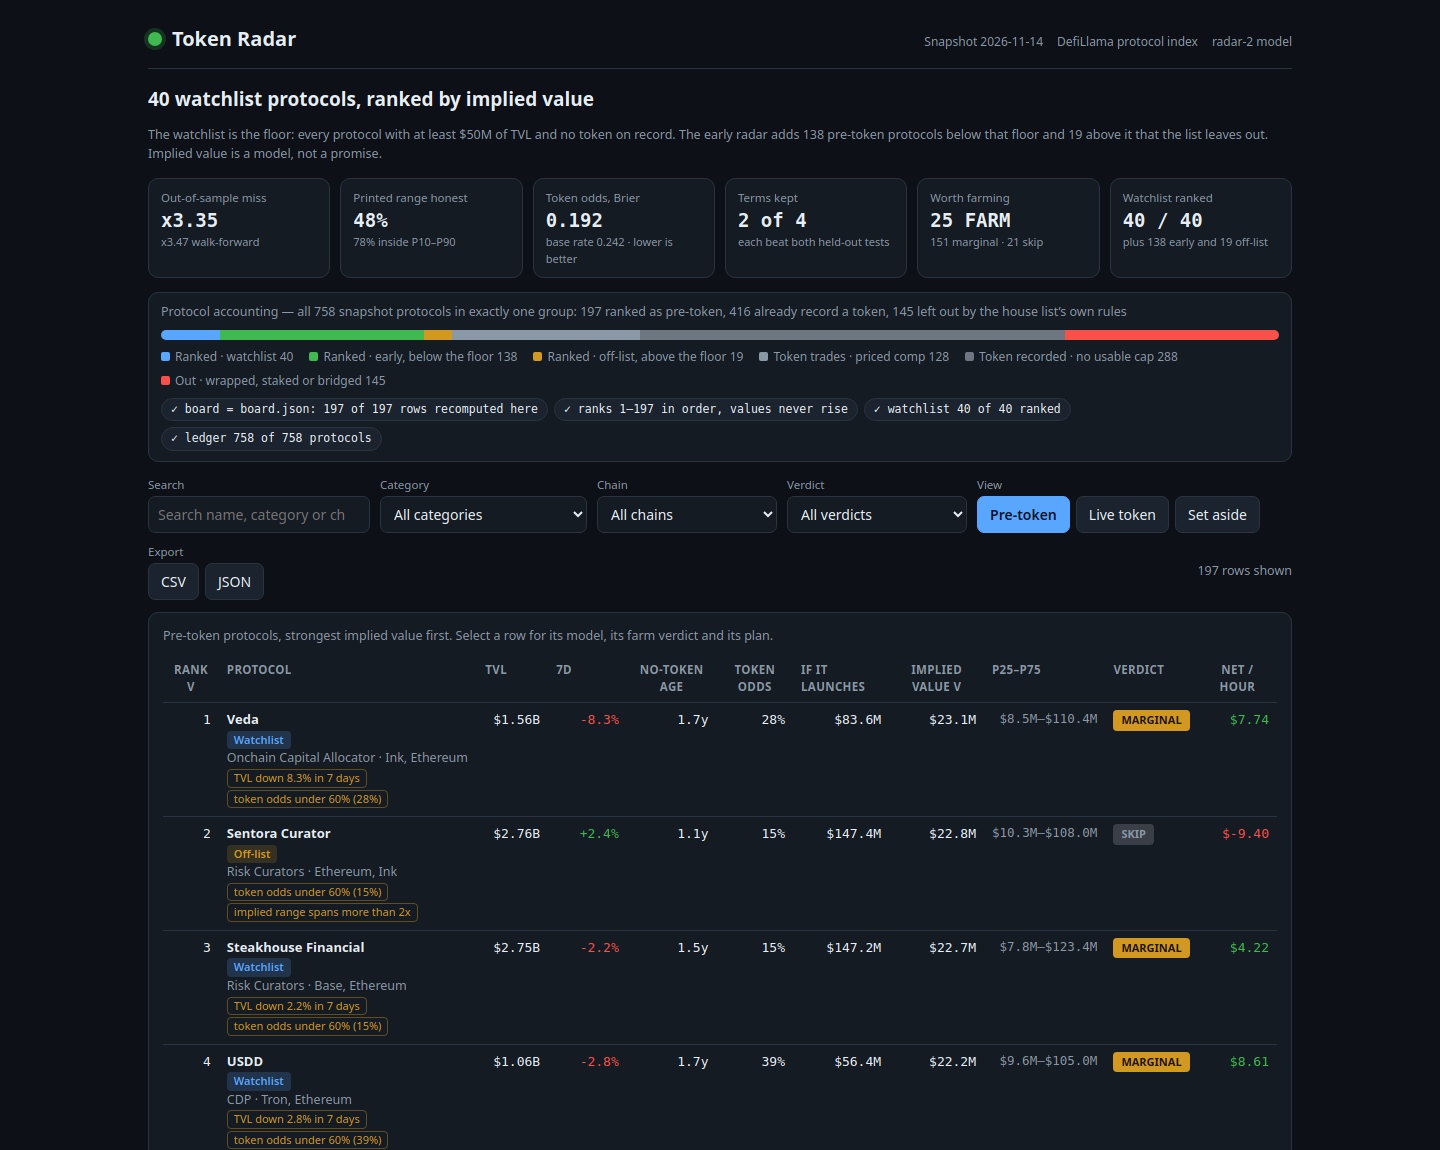 Token Radar
Snapshot 2026-11-14 DefiLlama protocol index radar-2 model
40 watchlist protocols, ranked by implied value
The watchlist is the floor: every protocol with at least $50M of TVL and no token on record. The early radar adds 138 pre-token protocols below that floor and 19 above it that the list leaves out.
Implied value is a model, not a promise.
Out-of-sample miss
x3.35
x3.47 walk-forward
Printed range honest
48%
78% inside P10–P90
Token odds, Brier
0.192
base rate 0.242 · lower is
better
Terms kept
2 of 4
each beat both held-out tests
Worth farming
25 FARM
151 marginal · 21 skip
Watchlist ranked
40 / 40
plus 138 early and 19 off-list
Protocol accounting — all 758 snapshot protocols in exactly one group: 197 ranked as pre-token, 416 already record a token, 145 left out by the house list's own rules
Ranked · watchlist 40 Ranked · early, below the floor 138 Ranked · off-list, above the floor 19 Token trades · priced comp 128 Token recorded · no usable cap 288
Out · wrapped, staked or bridged 145
✓ board = board.json: 197 of 197 rows recomputed here ✓ ranks 1–197 in order, values never rise ✓ watchlist 40 of 40 ranked
✓ ledger 758 of 758 protocols
Search Category Chain Verdict View
Search name, category or ch All categories All chains All verdicts Pre-token Live token Set aside
Export
CSV JSON 197 rows shown
Pre-token protocols, strongest implied value first. Select a row for its model, its farm verdict and its plan.
RANK PROTOCOL TVL 7D NO-TOKEN TOKEN IF IT IMPLIED P25–P75 VERDICT NET /
V AGE ODDS LAUNCHES VALUE V HOUR
1 Veda $1.56B -8.3% 1.7y 28% $83.6M $23.1M $8.5M–$110.4M MARGINAL $7.74
Watchlist
Onchain Capital Allocator · Ink, Ethereum
TVL down 8.3% in 7 days
token odds under 60% (28%)
2 Sentora Curator $2.76B +2.4% 1.1y 15% $147.4M $22.8M $10.3M–$108.0M SKIP $-9.40
Off-list
Risk Curators · Ethereum, Ink
token odds under 60% (15%)
implied range spans more than 2x
3 Steakhouse Financial $2.75B -2.2% 1.5y 15% $147.2M $22.7M $7.8M–$123.4M MARGINAL $4.22
Watchlist
Risk Curators · Base, Ethereum
TVL down 2.2% in 7 days
token odds under 60% (15%)
4 USDD $1.06B -2.8% 1.7y 39% $56.4M $22.2M $9.6M–$105.0M MARGINAL $8.61
Watchlist
CDP · Tron, Ethereum
TVL down 2.8% in 7 days
token odds under 60% (39%)